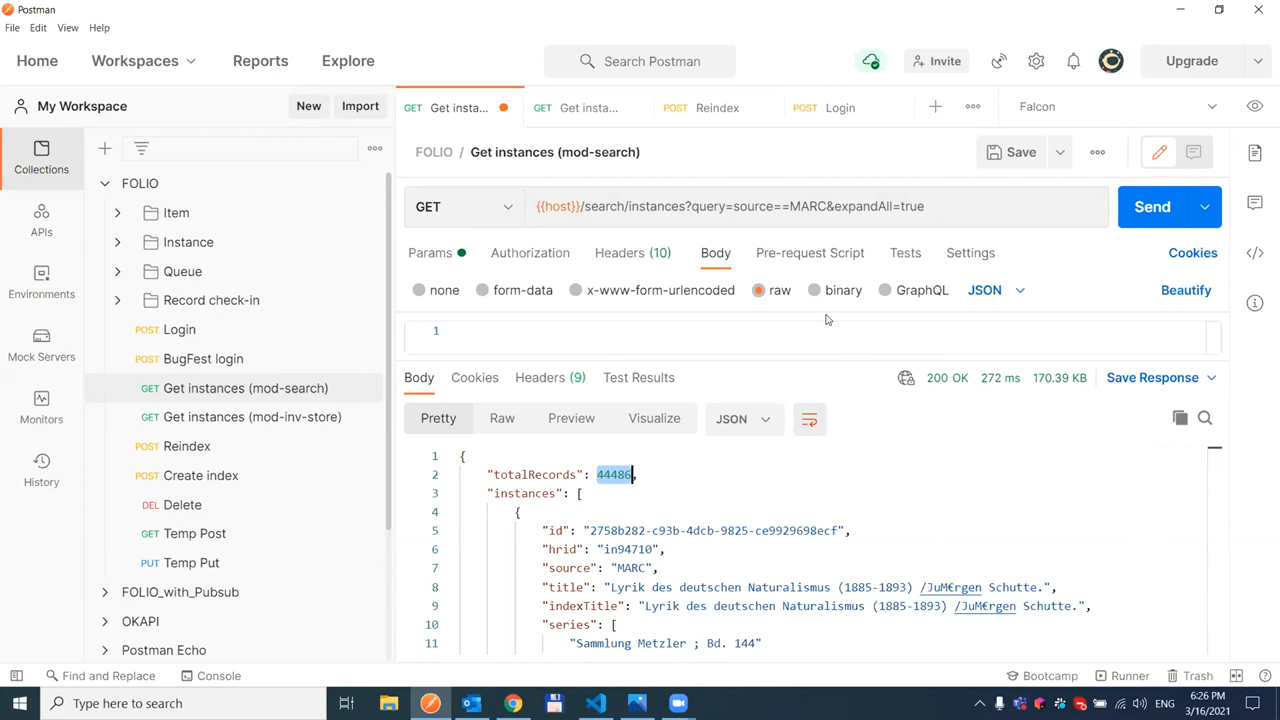 Postman
File Edit View Help
Home Workspaces Reports Explore Search Postman Invite Upgrade
My Workspace New Import GET Get insta... GET Get insta... POST Reindex POST Login Falcon
FOLIO / Get instances (mod-search) Save
Collections
APIs
Environments
Mock Servers
Monitors
History
FOLIO
Item
Instance
Queue
Record check-in
POST Login
POST BugFest login
GET Get instances (mod-search)
GET Get instances (mod-inv-store)
POST Reindex
POST Create index
DEL Delete
GET Temp Post
PUT Temp Put
FOLIO_with_Pubsub
OKAPI
Postman Echo
GET {{host}}/search/instances?query=source==MARC&expandAll=true Send
Params Authorization Headers (10) Body Pre-request Script Tests Settings Cookies
none form-data x-www-form-urlencoded raw binary GraphQL JSON Beautify
1
Body Cookies Headers (9) Test Results 200 OK 272 ms 170.39 KB Save Response
Pretty Raw Preview Visualize JSON
1 {
2 "totalRecords": 44486,
3 "instances": [
4 {
5 "id": "2758b282-c93b-4dcb-9825-ce9929698ecf",
6 "hrid": "in94710",
7 "source": "MARC",
8 "title": "Lyrik des deutschen Naturalismus (1885-1893) /JuM€rgen Schutte.",
9 "indexTitle": "Lyrik des deutschen Naturalismus (1885-1893) /JuM€rgen Schutte.",
10 "series": [
11 "Sammlung Metzler ; Bd. 144"
Find and Replace Console Bootcamp Runner Trash
Type here to search ENG 6:26 PM
3/16/2021